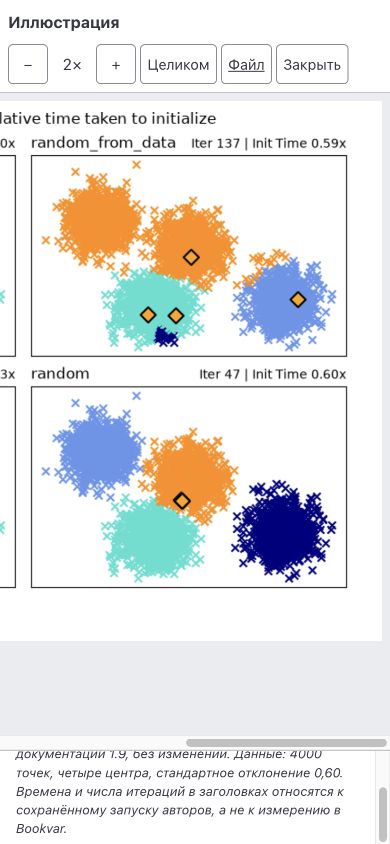 Иллюстрация
− 2× + Целиком Файл Закрыть
lative time taken to initialize
0x random_from_data Iter 137 | Init Time 0.59x
3x random Iter 47 | Init Time 0.60x
документации 1.9, без изменений. Данные: 4000
точек, четыре центра, стандартное отклонение 0,60.
Времена и числа итераций в заголовках относятся к
сохранённому запуску авторов, а не к измерению в
Bookvar.